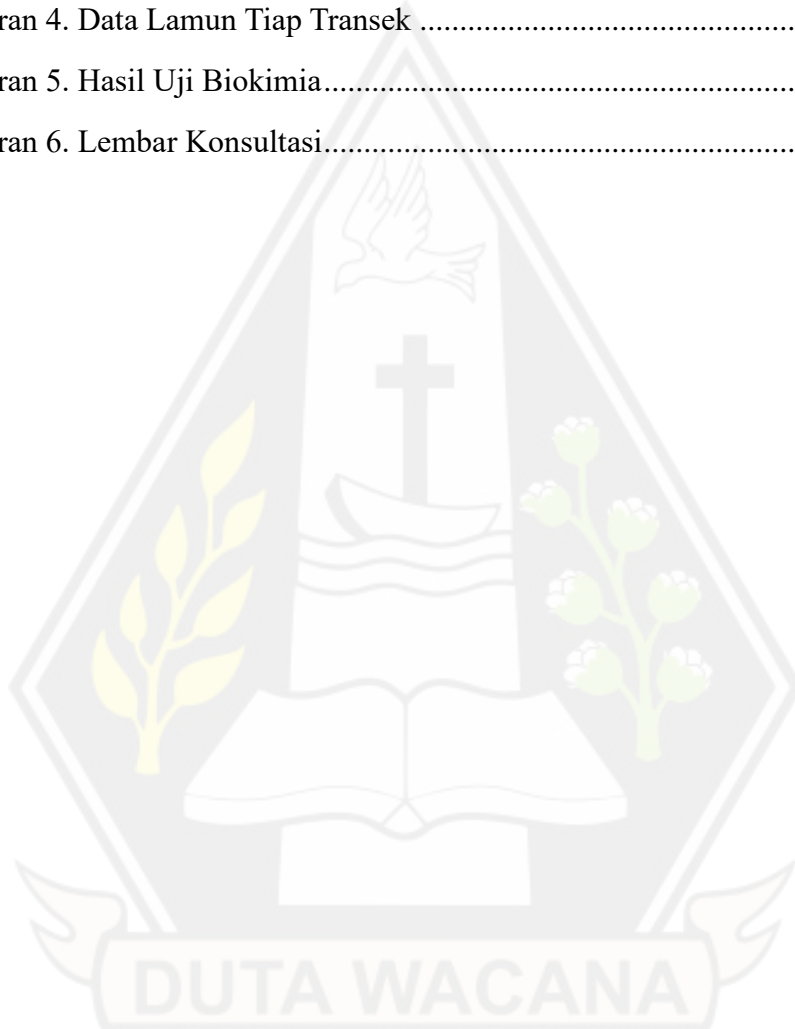 ran 4. Data Lamun Tiap Transek ..................................................
ran 5. Hasil Uji Biokimia..............................................................
ran 6. Lembar Konsultasi..............................................................
DUTA WACANA